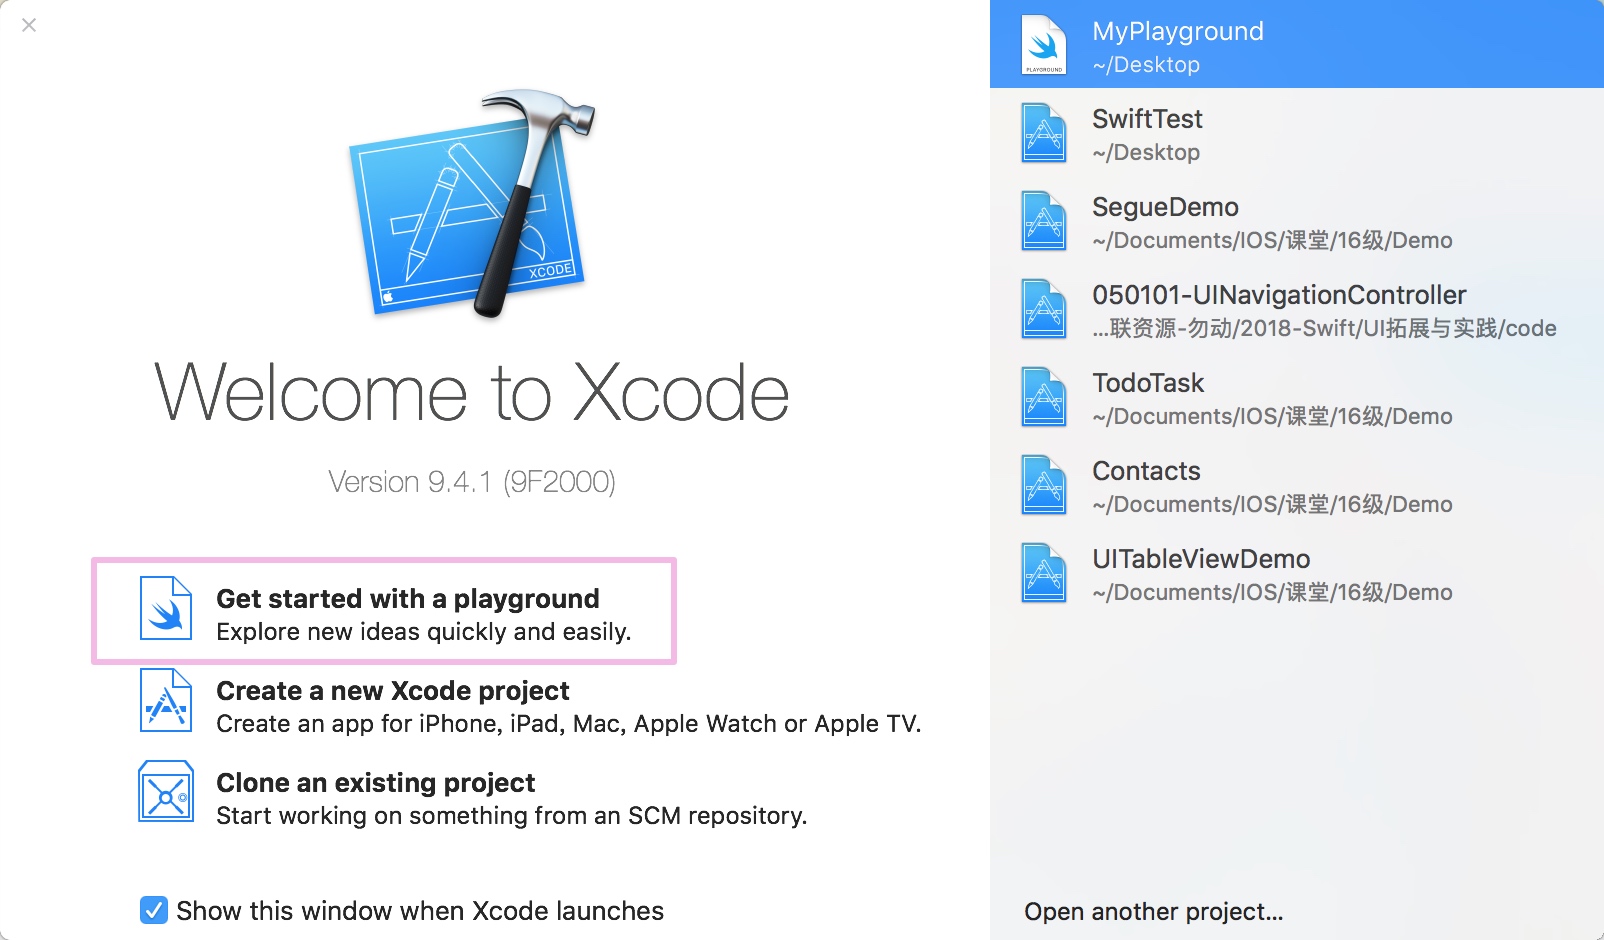 XCODE
Welcome to Xcode
Version 9.4.1 (9F2000)
Get started with a playground
Explore new ideas quickly and easily.
Create a new Xcode project
Create an app for iPhone, iPad, Mac, Apple Watch or Apple TV.
Clone an existing project
Start working on something from an SCM repository.
Show this window when Xcode launches
PLAYGROUND
MyPlayground
~/Desktop
SwiftTest
~/Desktop
SegueDemo
~/Documents/IOS/课堂/16级/Demo
050101-UINavigationController
...联资源-勿动/2018-Swift/UI拓展与实践/code
TodoTask
~/Documents/IOS/课堂/16级/Demo
Contacts
~/Documents/IOS/课堂/16级/Demo
UITableViewDemo
~/Documents/IOS/课堂/16级/Demo
Open another project...